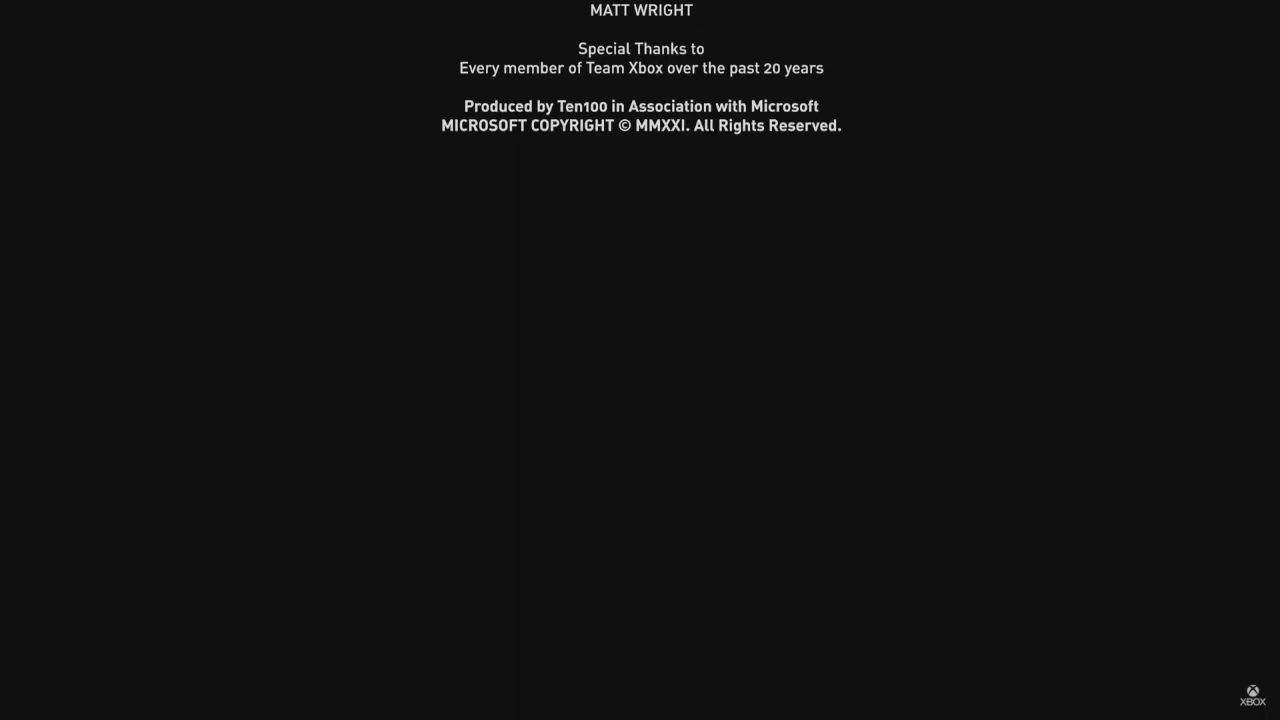 MATT WRIGHT
Special Thanks to
Every member of Team Xbox over the past 20 years
Produced by Ten100 in Association with Microsoft
MICROSOFT COPYRIGHT © MMXXI. All Rights Reserved.
XBOX